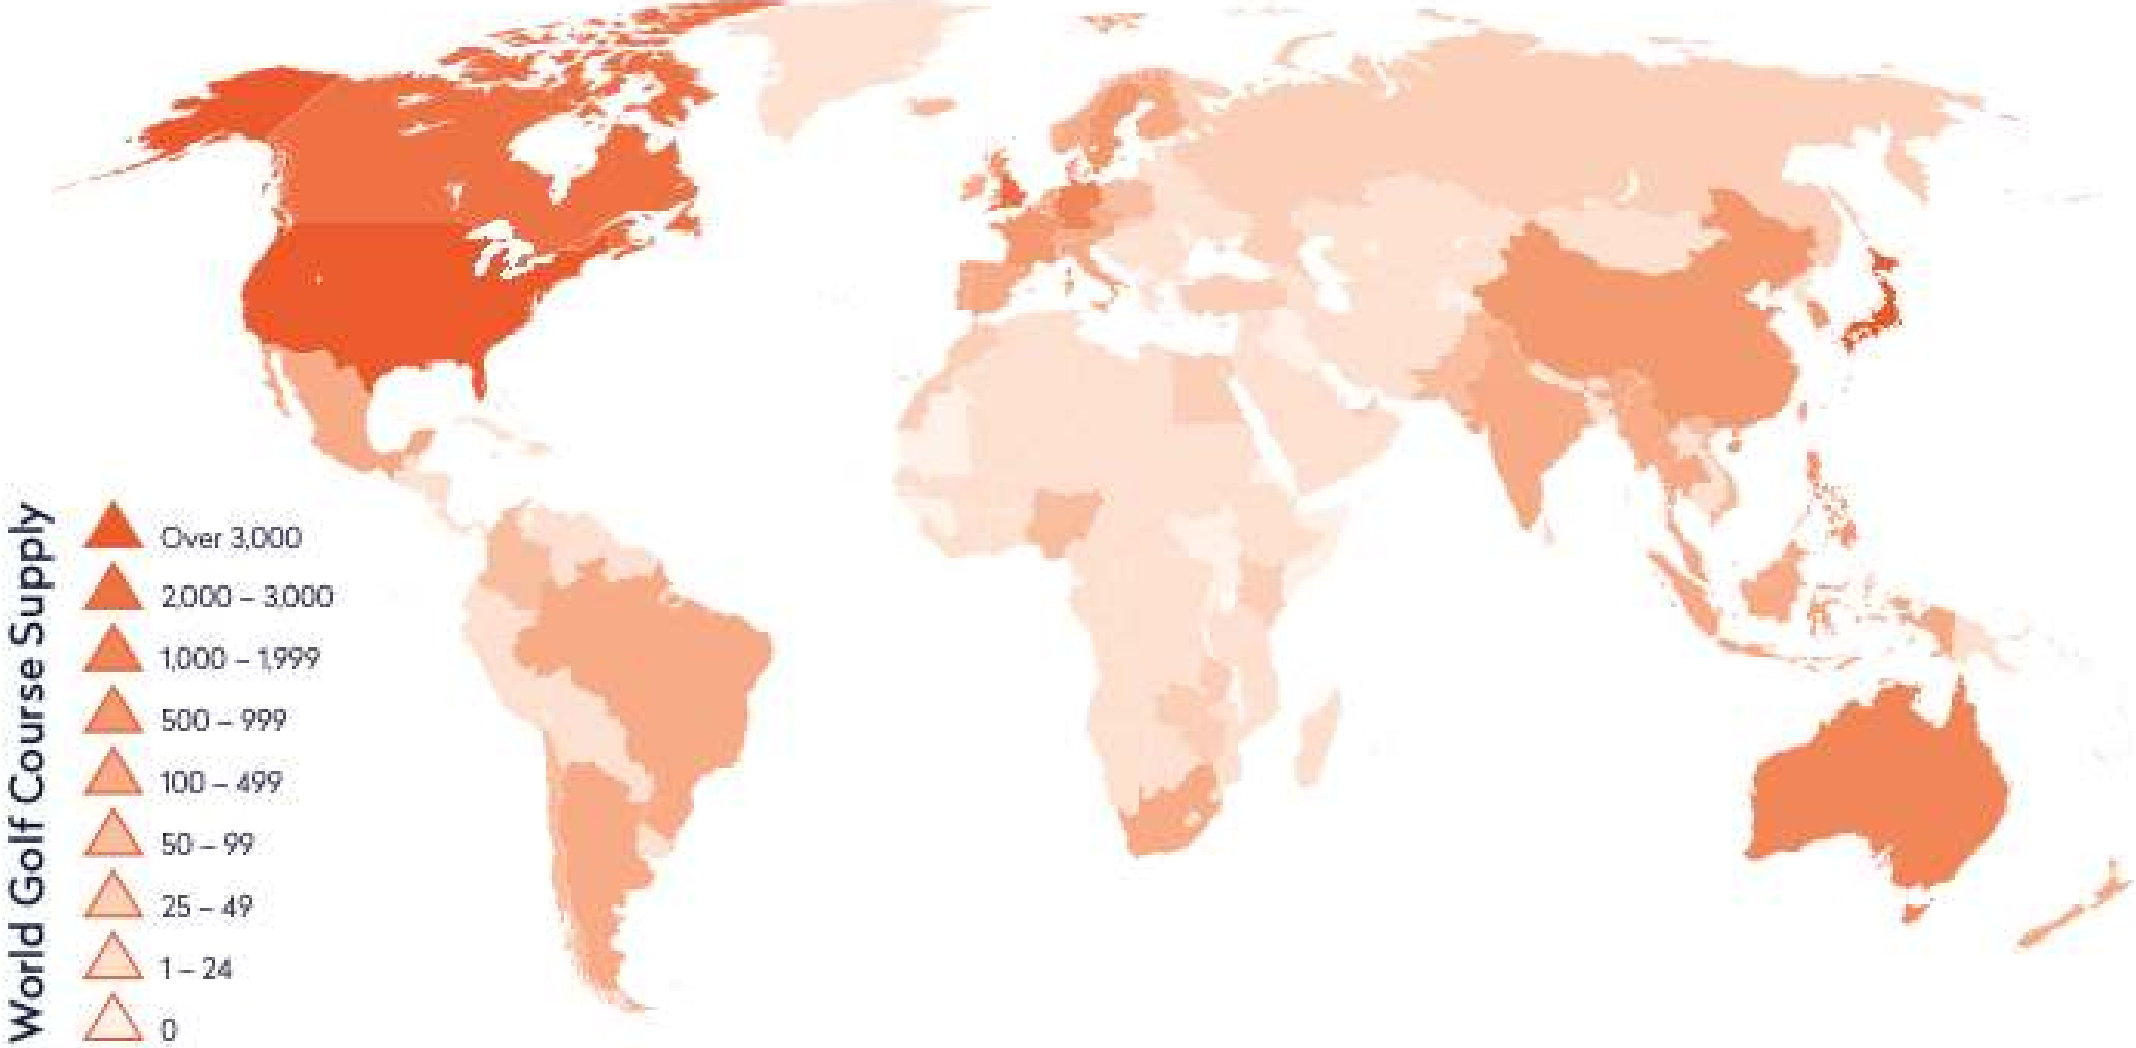 World Golf Course Supply
Over 3,000
2,000 – 3,000
1,000 – 1,999
500 – 999
100 – 499
50 – 99
25 – 49
1 – 24
0